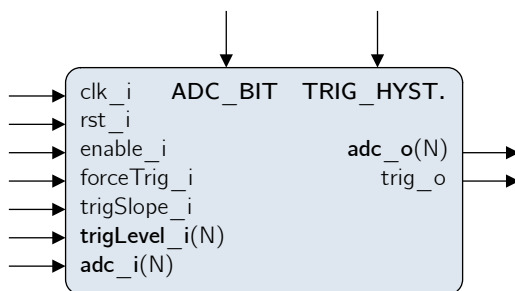 clk_i ADC_BIT TRIG_HYST.
rst_i
enable_i adc_o(N)
forceTrig_i trig_o
trigSlope_i
trigLevel_i(N)
adc_i(N)